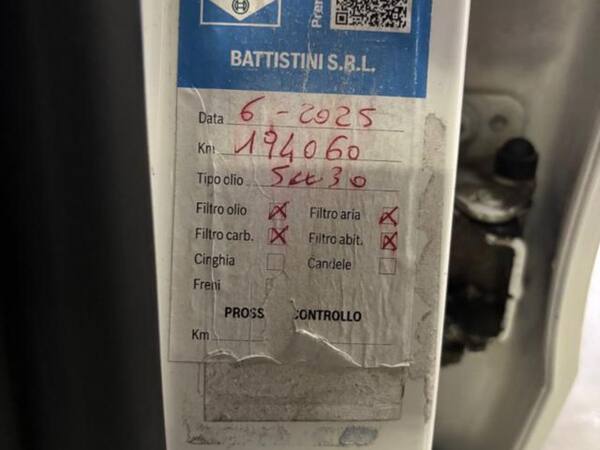 Pren
BATTISTINI S.R.L.
Data 6-2025
Km 194060
Tipo olio 5W30
Filtro olio Filtro aria
Filtro carb. Filtro abit.
Cinghia Candele
Freni
PROSS CONTROLLO
Km